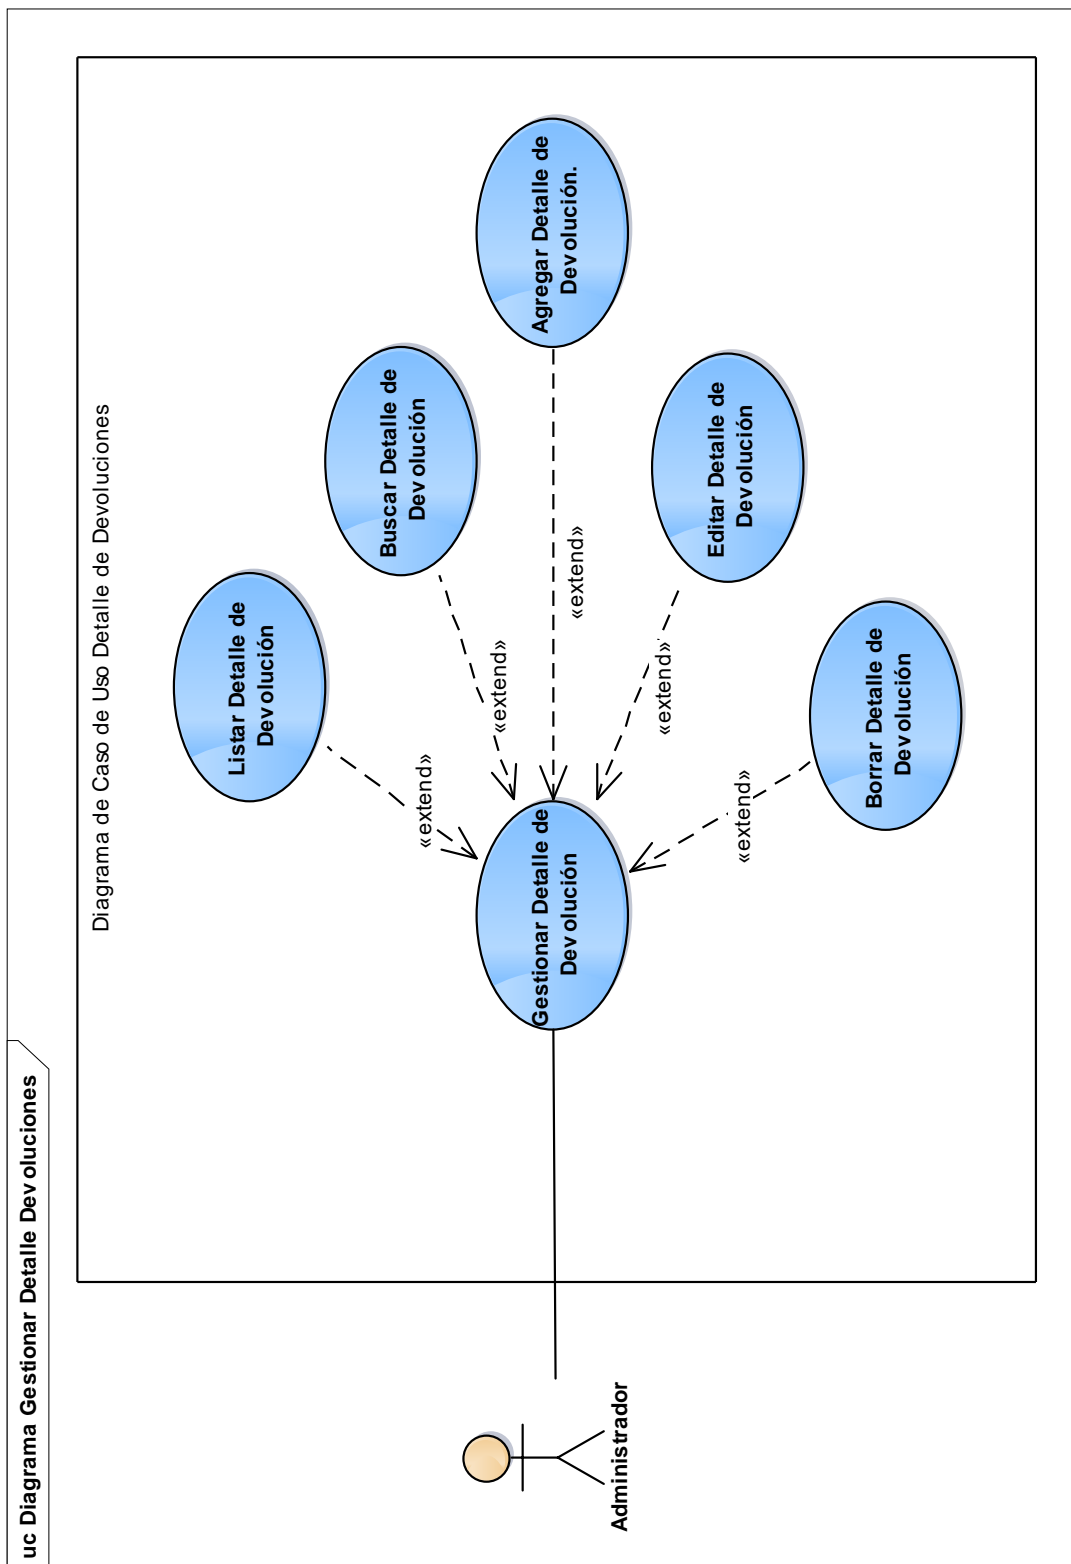 uc Diagrama Gestionar Detalle Devoluciones
Diagrama de Caso de Uso Detalle de Devoluciones
Listar Detalle de
Devolución
«extend»
Buscar Detalle de
Devolución
«extend»
Administrador
Gestionar Detalle de
Devolución
«extend»
Agregar Detalle de
Devolución.
«extend»
Editar Detalle de
Devolución
«extend»
Borrar Detalle de
Devolución